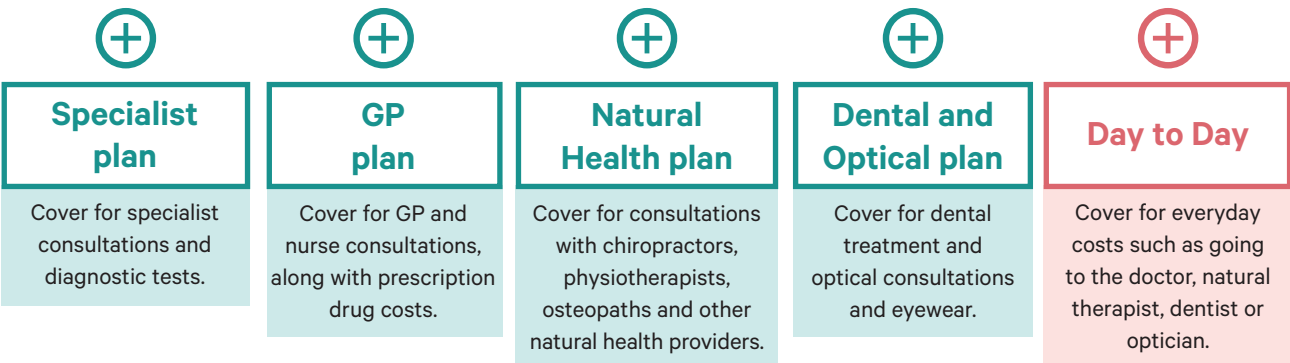 Specialist
plan
Cover for specialist
consultations and
diagnostic tests.
GP
plan
Cover for GP and
nurse consultations,
along with prescription
drug costs.
Natural
Health plan
Cover for consultations
with chiropractors,
physiotherapists,
osteopaths and other
natural health providers.
Dental and
Optical plan
Cover for dental
treatment and
optical consultations
and eyewear.
Day to Day
Cover for everyday
costs such as going
to the doctor, natural
therapist, dentist or
optician.